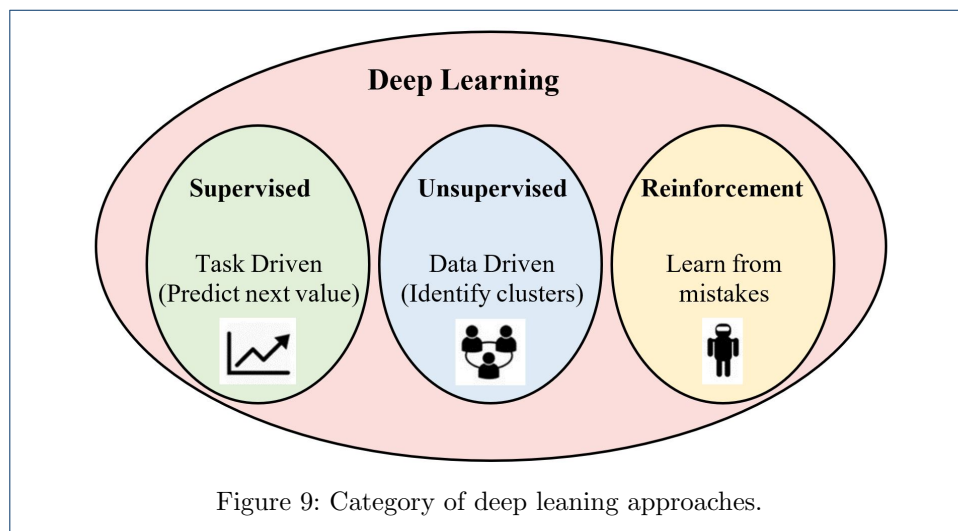 Deep Learning
Supervised
Task Driven
(Predict next value)
Unsupervised
Data Driven
(Identify clusters)
Reinforcement
Learn from
mistakes
Figure 9: Category of deep leaning approaches.